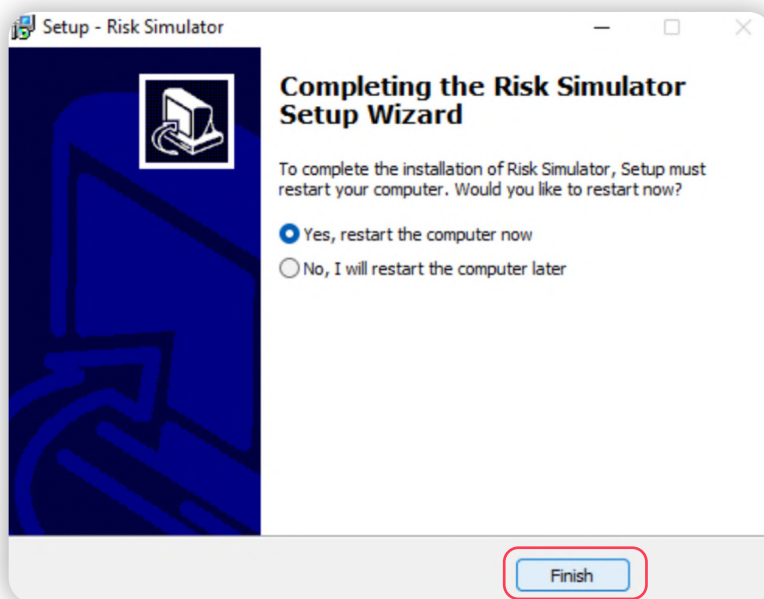 Setup - Risk Simulator
Completing the Risk Simulator
Setup Wizard
To complete the installation of Risk Simulator, Setup must
restart your computer. Would you like to restart now?
Yes, restart the computer now
No, I will restart the computer later
Finish